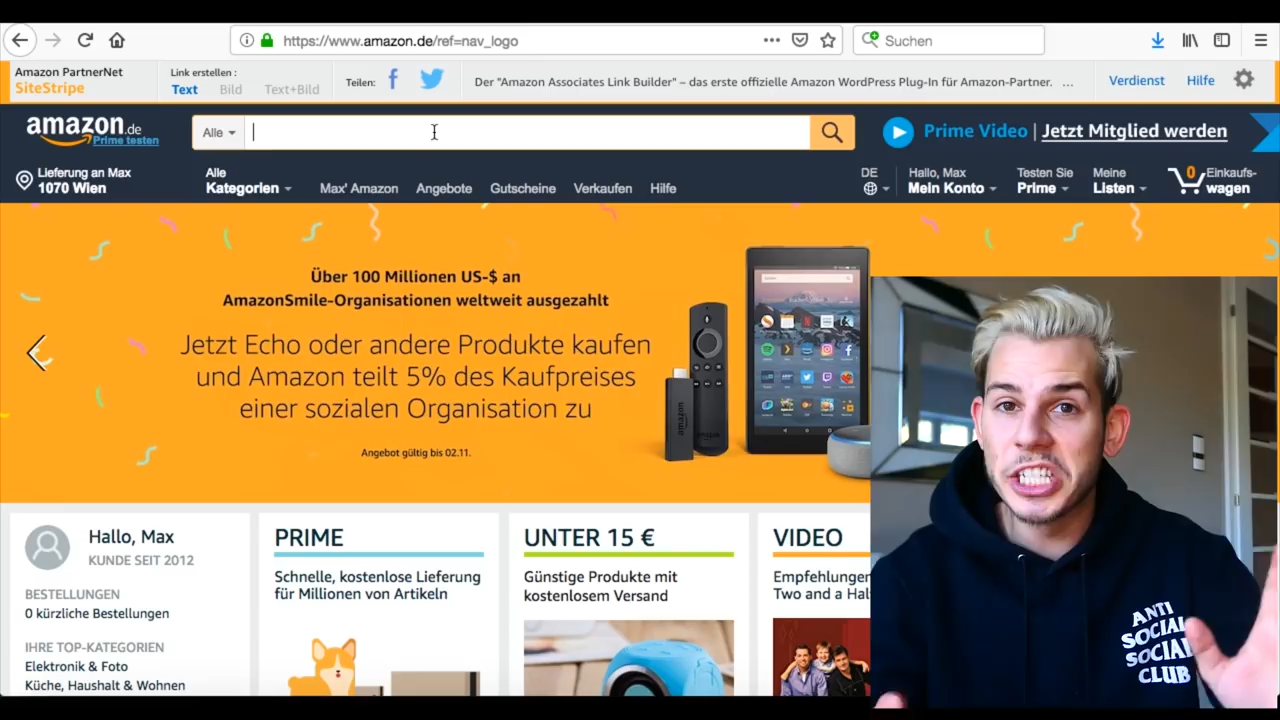 https://www.amazon.de/ref=nav_logo
Suchen
Amazon PartnerNet
SiteStripe
Link erstellen :
Text Bild Text+Bild
Teilen:
Der "Amazon Associates Link Builder" – das erste offizielle Amazon WordPress Plug-In für Amazon-Partner. ...
Verdienst Hilfe
amazon.de
Prime testen
Alle
Prime Video | Jetzt Mitglied werden
Lieferung an Max
1070 Wien
Alle
Kategorien
Max' Amazon Angebote Gutscheine Verkaufen Hilfe
DE
Hallo, Max
Mein Konto
Testen Sie
Prime
Meine
Listen
0
Einkaufs-
wagen
Über 100 Millionen US-$ an
AmazonSmile-Organisationen weltweit ausgezahlt
Jetzt Echo oder andere Produkte kaufen
und Amazon teilt 5% des Kaufpreises
einer sozialen Organisation zu
Angebot gültig bis 02.11.
amazon
Hallo, Max
KUNDE SEIT 2012
BESTELLUNGEN
0 kürzliche Bestellungen
IHRE TOP-KATEGORIEN
Elektronik & Foto
Küche, Haushalt & Wohnen
PRIME
Schnelle, kostenlose Lieferung
für Millionen von Artikeln
UNTER 15 €
Günstige Produkte mit
kostenlosem Versand
VIDEO
Empfehlungen
Two and a Hal
ANTI
SOCIAL
SOCIAL
CLUB